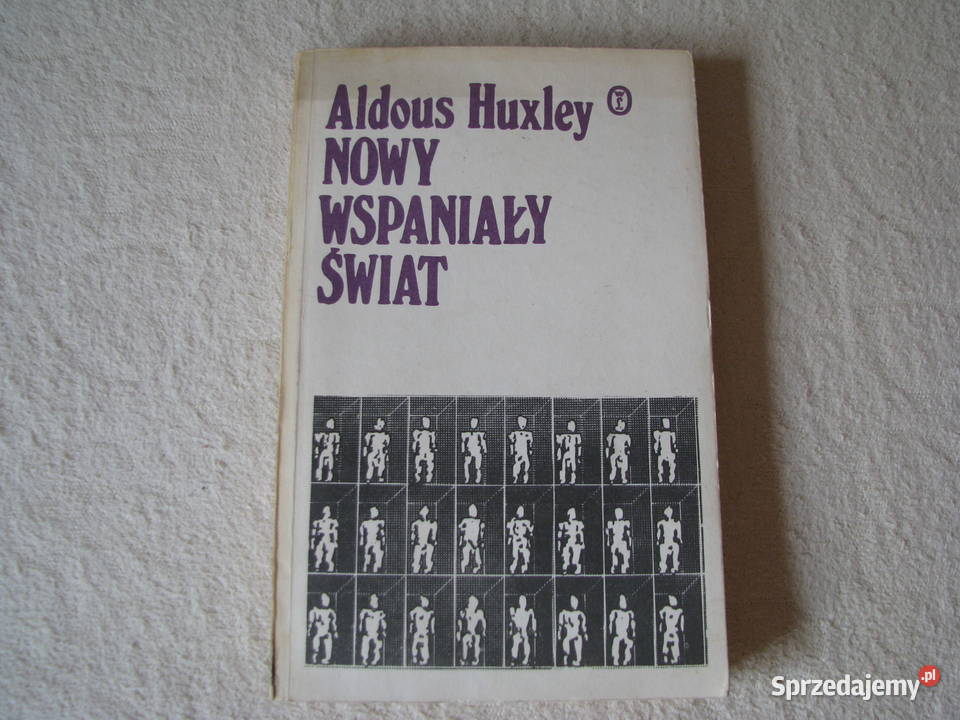 Aldous Huxley
NOWY
WSPANIAŁY
ŚWIAT
Sprzedajemy.pl